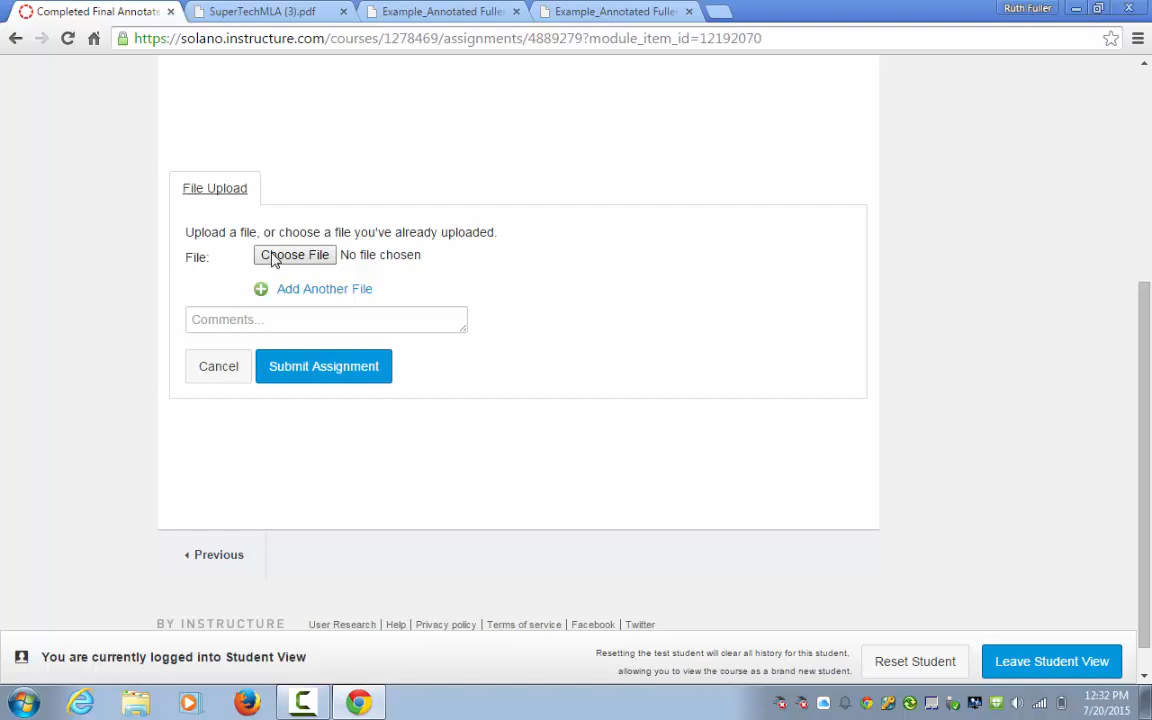 Completed Final Annotate
SuperTechMLA (3).pdf
Example_Annotated Fuller
Example_Annotated Fuller
Ruth Fuller
https://solano.instructure.com/courses/1278469/assignments/4889279?module_item_id=12192070
File Upload
Upload a file, or choose a file you've already uploaded.
File: Choose File No file chosen
Add Another File
Comments...
Cancel Submit Assignment
Previous
BY INSTRUCTURE User Research | Help | Privacy policy | Terms of service | Facebook | Twitter
You are currently logged into Student View
Resetting the test student will clear all history for this student,
allowing you to view the course as a brand new student.
Reset Student
Leave Student View
12:32 PM
7/20/2015